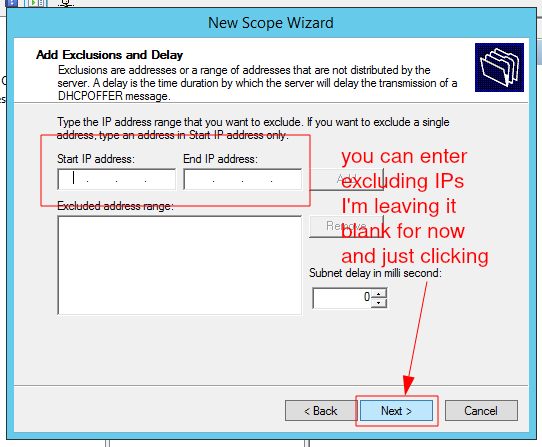 New Scope Wizard
Add Exclusions and Delay
Exclusions are addresses or a range of addresses that are not distributed by the
server. A delay is the time duration by which the server will delay the transmission of a
DHCPOFFER message.
Type the IP address range that you want to exclude. If you want to exclude a single
address, type an address in Start IP address only.
Start IP address:
End IP address:
Add
you can enter
excluding IPs
I'm leaving it
blank for now
and just clicking
Excluded address range:
Remove
Subnet delay in milli second:
0
< Back
Next >
Cancel